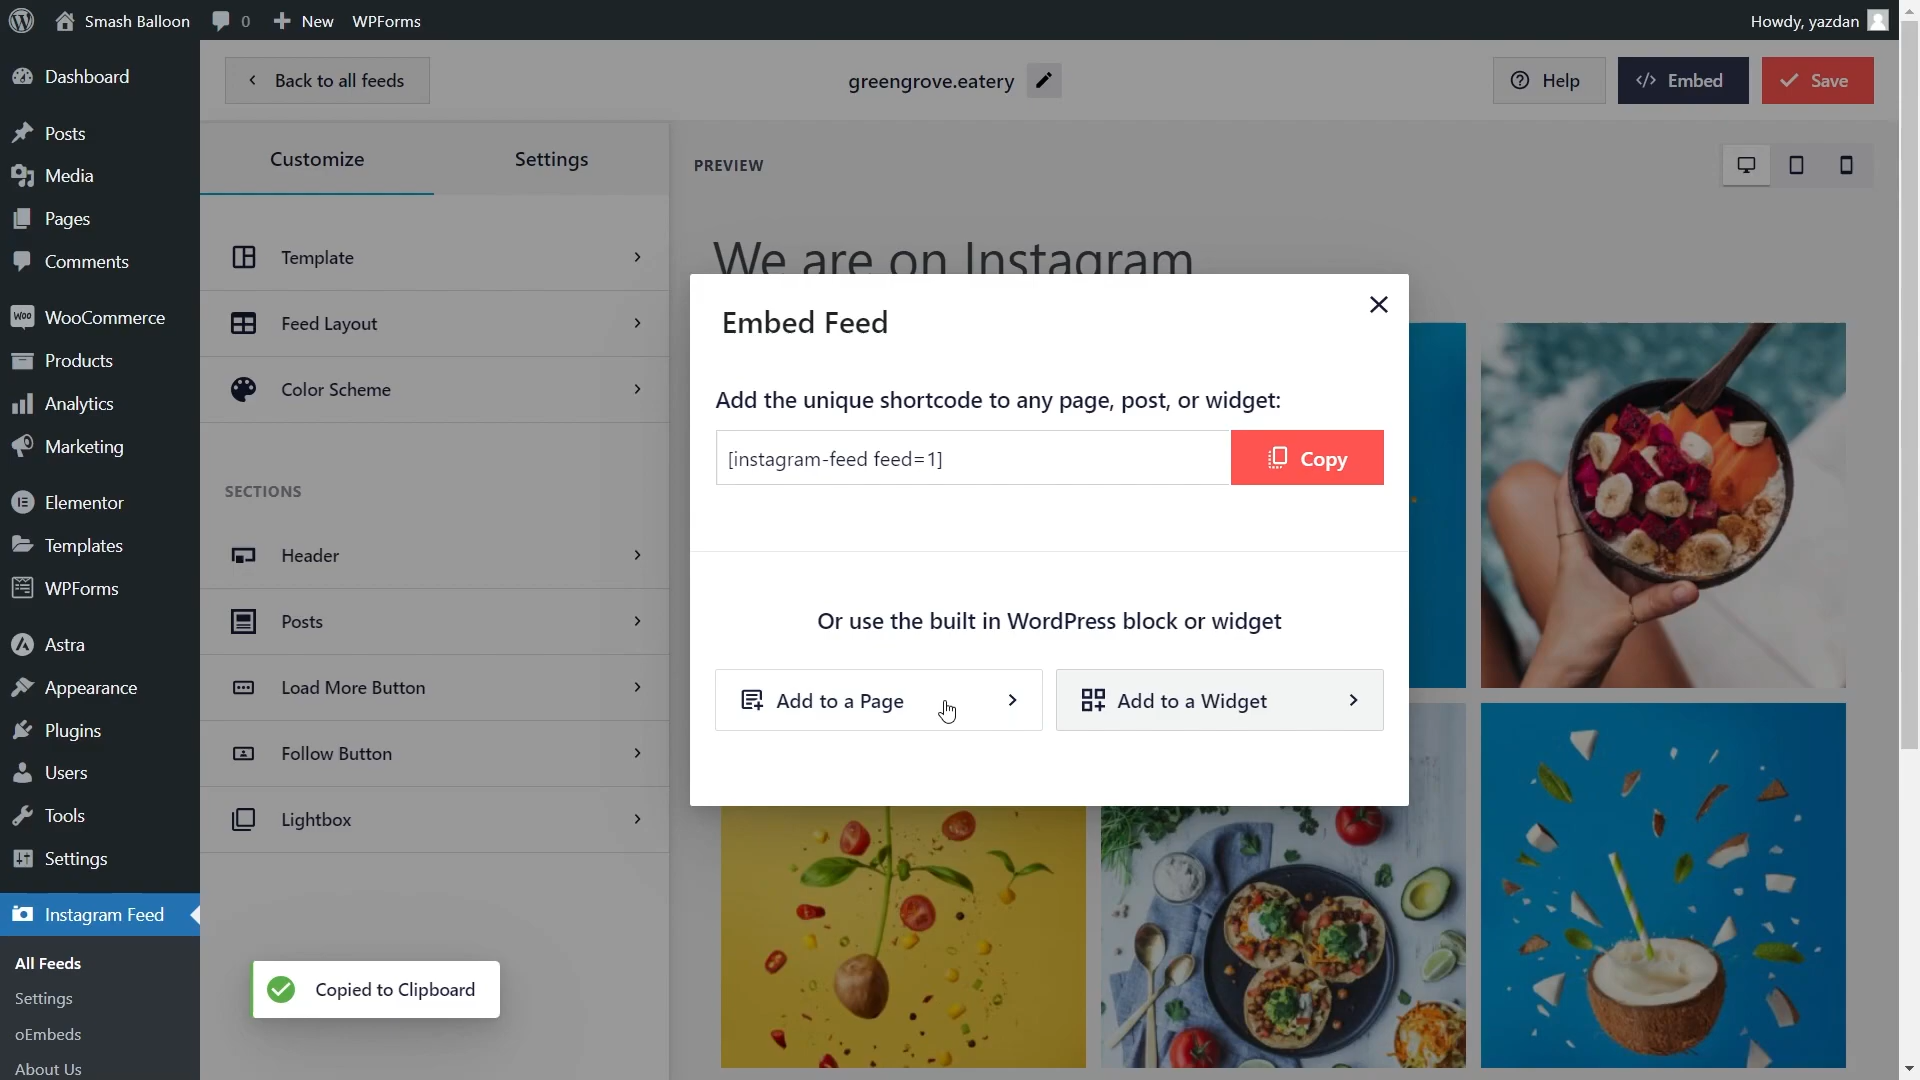 Smash Balloon
0
New
WPForms
Howdy, yazdan
Dashboard
Posts
Media
Pages
Comments
WooCommerce
Products
Analytics
Marketing
Elementor
Templates
WPForms
Astra
Appearance
Plugins
Users
Tools
Settings
Instagram Feed
All Feeds
Settings
oEmbeds
About Us
Back to all feeds
greengrove.eatery
Help
Embed
Save
Customize
Settings
Template
Feed Layout
Color Scheme
SECTIONS
Header
Posts
Load More Button
Follow Button
Lightbox
Copied to Clipboard
PREVIEW
We are on Instagram
Embed Feed
Add the unique shortcode to any page, post, or widget:
[instagram-feed feed=1]
Copy
Or use the built in WordPress block or widget
Add to a Page
Add to a Widget